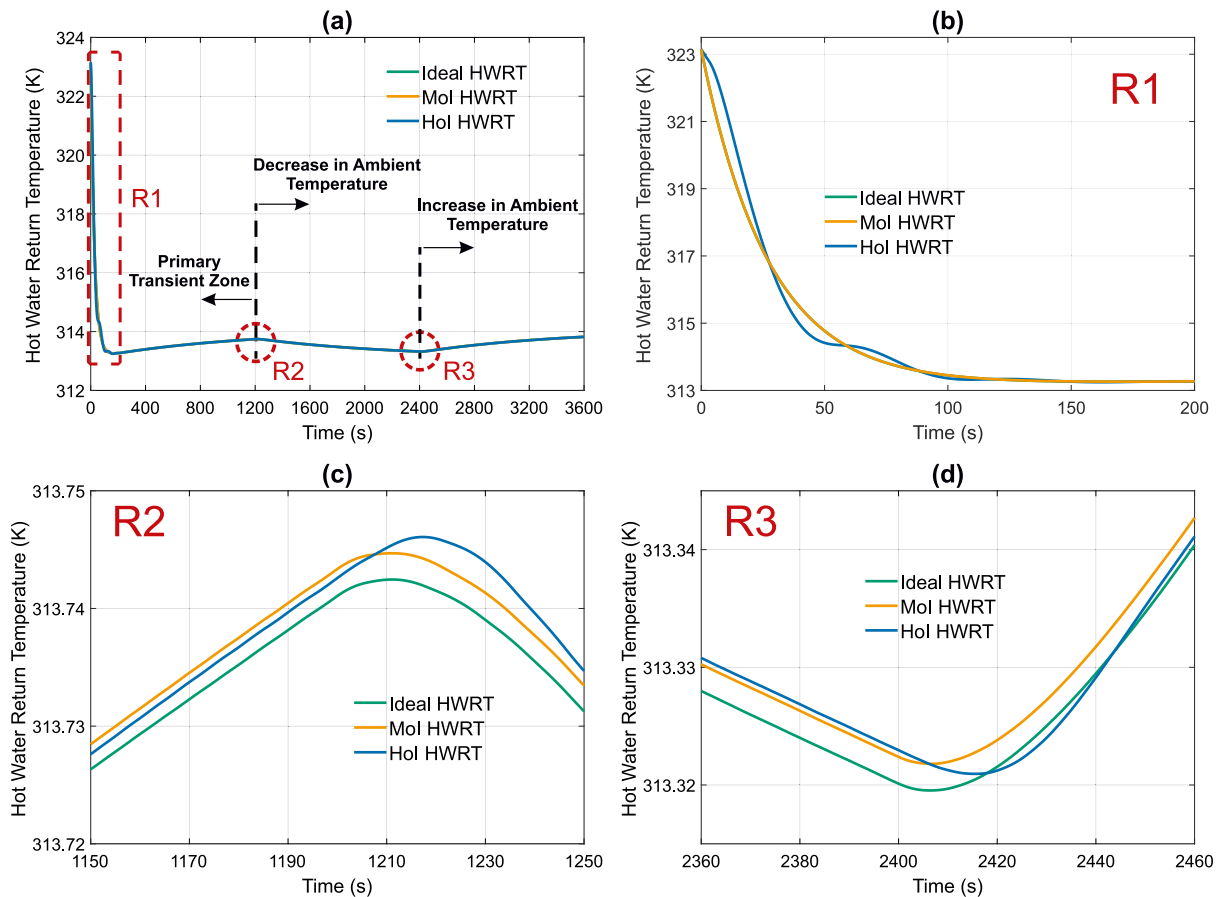 (a)
Hot Water Return Temperature (K)
324
322
320
318
316
314
312
0
400
800
1200
1600
2000
2400
2800
3200
3600
Time (s)
Ideal HWRT
MoI HWRT
HoI HWRT
R1
Decrease in Ambient
Temperature
Increase in Ambient
Temperature
Primary
Transient Zone
R2
R3
(b)
Hot Water Return Temperature (K)
323
321
319
317
315
313
0
50
100
150
200
Time (s)
R1
Ideal HWRT
MoI HWRT
HoI HWRT
(c)
Hot Water Return Temperature (K)
313.75
313.74
313.73
313.72
1150
1170
1190
1210
1230
1250
Time (s)
R2
Ideal HWRT
MoI HWRT
HoI HWRT
(d)
Hot Water Return Temperature (K)
313.34
313.33
313.32
2360
2380
2400
2420
2440
2460
Time (s)
R3
Ideal HWRT
MoI HWRT
HoI HWRT